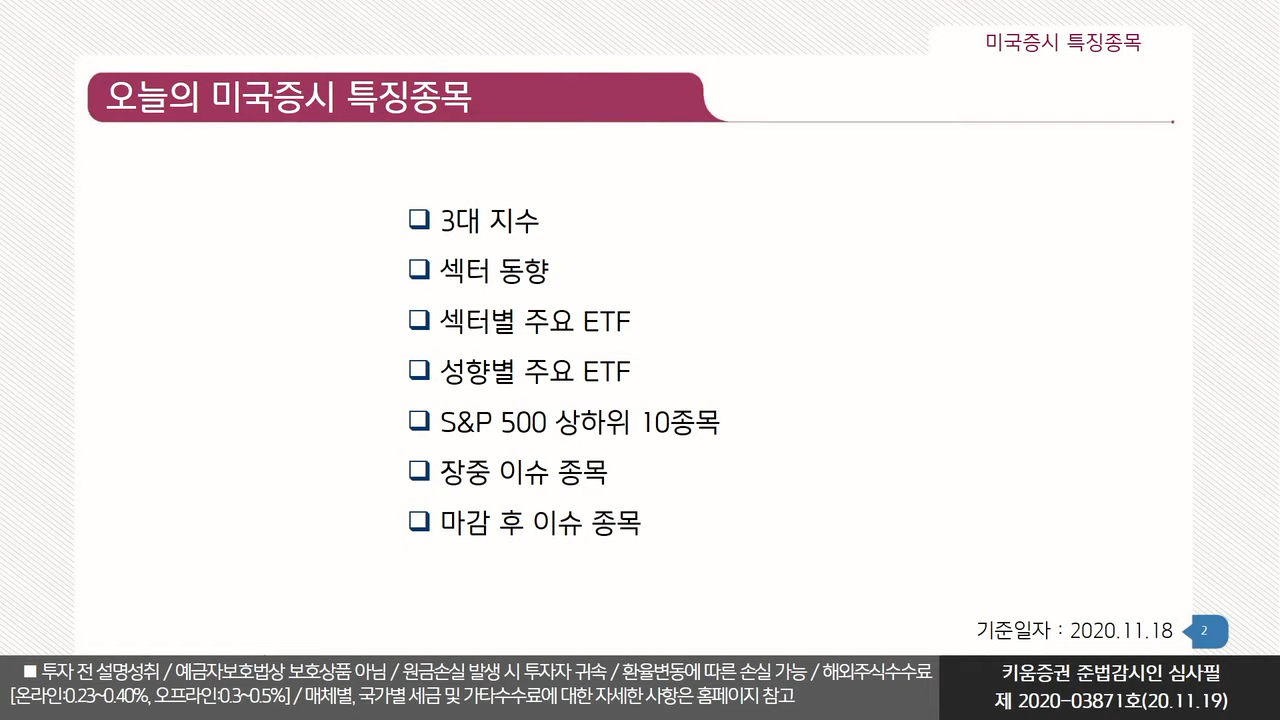 미국증시 특징종목
오늘의 미국증시 특징종목
❑ 3대 지수
❑ 섹터 동향
❑ 섹터별 주요 ETF
❑ 성향별 주요 ETF
❑ S&P 500 상하위 10종목
❑ 장중 이슈 종목
❑ 마감 후 이슈 종목
기준일자 : 2020.11.18
2
■ 투자 전 설명성취 / 예금자보호법상 보호상품 아님 / 원금손실 발생 시 투자자 귀속 / 환율변동에 따른 손실 가능 / 해외주식수수료
[온라인:0.23~0.40%, 오프라인:0.3~0.5%] / 매체별, 국가별 세금 및 기타수수료에 대한 자세한 사항은 홈페이지 참고
키움증권 준법감시인 심사필
제 2020-03871호(20.11.19)